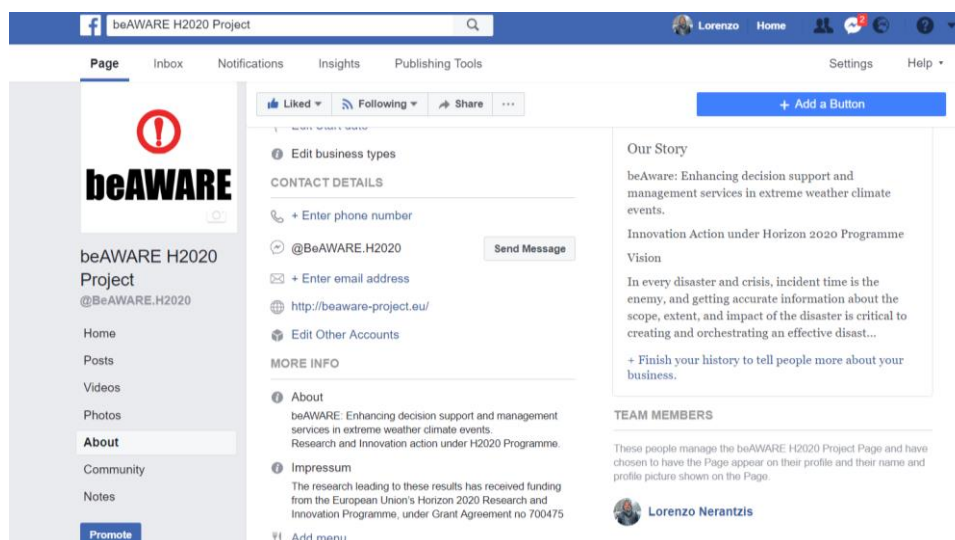 beAWARE H2020 Project
Lorenzo
Home
2
?
Page
Inbox
Notifications
Insights
Publishing Tools
Settings
Help
beAWARE
beAWARE H2020
Project
@BeAWARE.H2020
Home
Posts
Videos
Photos
About
Community
Notes
Promote
Liked
Following
Share
...
+ Add a Button
Edit Start date
Edit business types
CONTACT DETAILS
+ Enter phone number
@BeAWARE.H2020
Send Message
+ Enter email address
http://beaware-project.eu/
Edit Other Accounts
MORE INFO
About
beAWARE: Enhancing decision support and management
services in extreme weather climate events.
Research and Innovation action under H2020 Programme.
Impressum
The research leading to these results has received funding
from the European Union's Horizon 2020 Research and
Innovation Programme, under Grant Agreement no 700475
Add menu
Our Story
beAware: Enhancing decision support and
management services in extreme weather climate
events.
Innovation Action under Horizon 2020 Programme
Vision
In every disaster and crisis, incident time is the
enemy, and getting accurate information about the
scope, extent, and impact of the disaster is critical to
creating and orchestrating an effective disast...
+ Finish your history to tell people more about your
business.
TEAM MEMBERS
These people manage the beAWARE H2020 Project Page and have
chosen to have the Page appear on their profile and their name and
profile picture shown on the Page.
Lorenzo Nerantzis